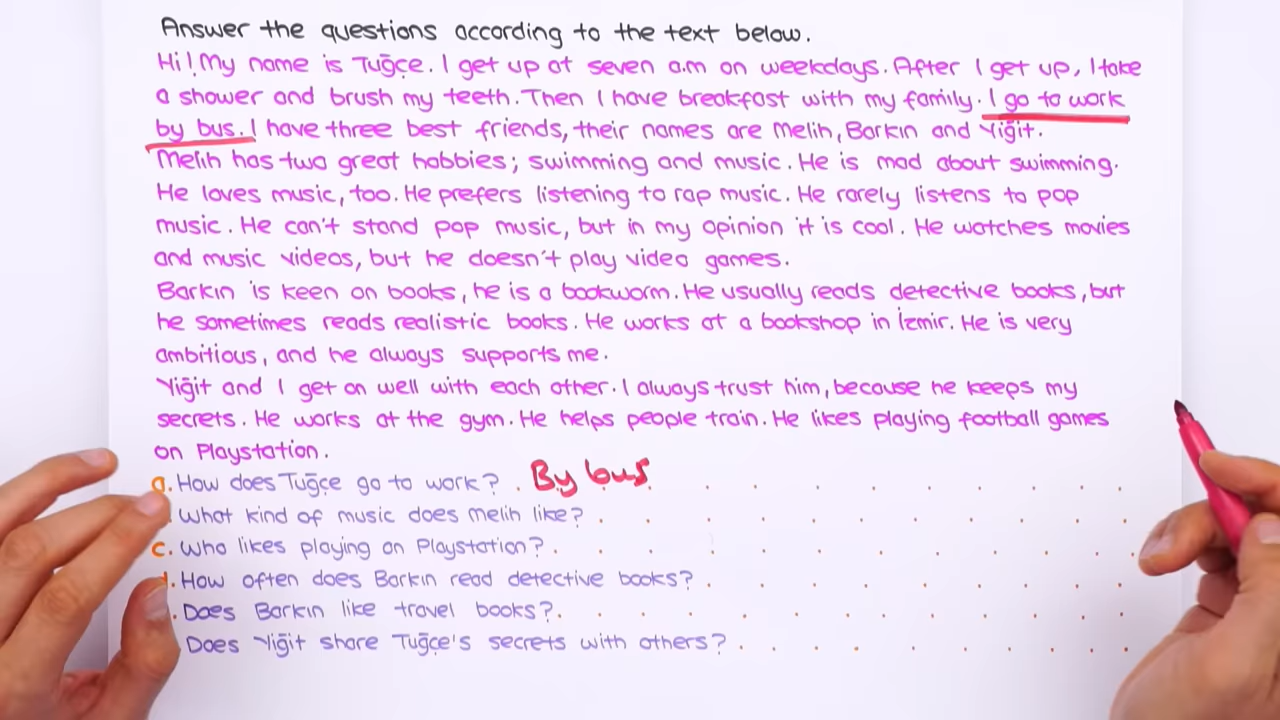 Answer the questions according to the text below.
Hi! My name is Tuğçe. I get up at seven a.m on weekdays. After I get up, I take
a shower and brush my teeth. Then I have breakfast with my family. I go to work
by bus. I have three best friends, their names are Melih, Barkın and Yiğit.
Melih has two great hobbies; swimming and music. He is mad about swimming.
He loves music, too. He prefers listening to rap music. He rarely listens to pop
music. He can't stand pop music, but in my opinion it is cool. He watches movies
and music videos, but he doesn't play video games.
Barkın is keen on books, he is a bookworm. He usually reads detective books, but
he sometimes reads realistic books. He works at a bookshop in İzmir. He is very
ambitious, and he always supports me.
Yiğit and I get on well with each other. I always trust him, because he keeps my
secrets. He works at the gym. He helps people train. He likes playing football games
on Playstation.
a. How does Tuğçe go to work? By bus
What kind of music does Melih like?
c. Who likes playing on Playstation?
d. How often does Barkın read detective books?
Does Barkın like travel books?
Does Yiğit share Tuğçe's secrets with others?